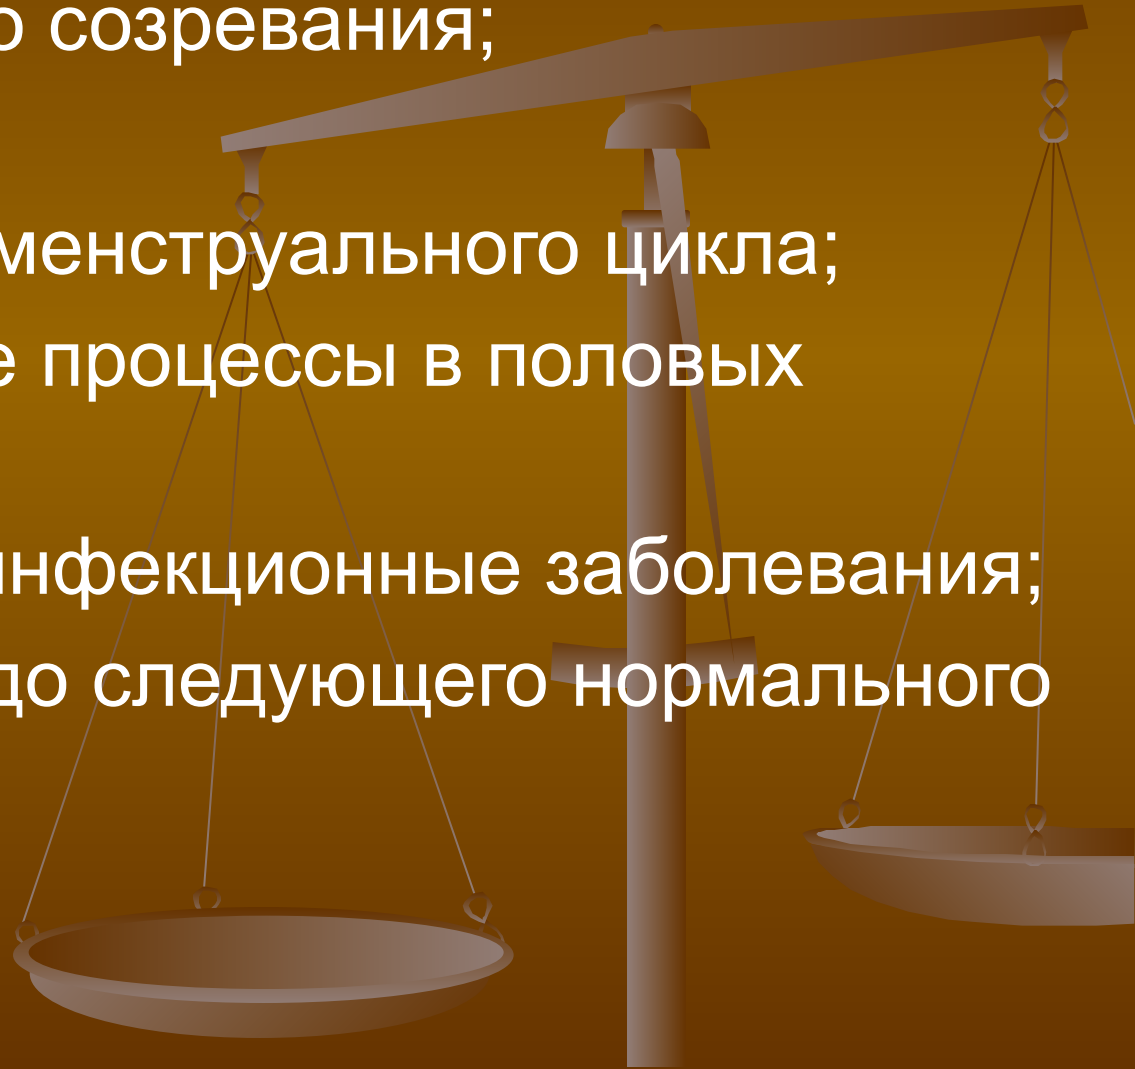 о созревания;
менструального цикла;
е процессы в половых
инфекционные заболевания;
до следующего нормального